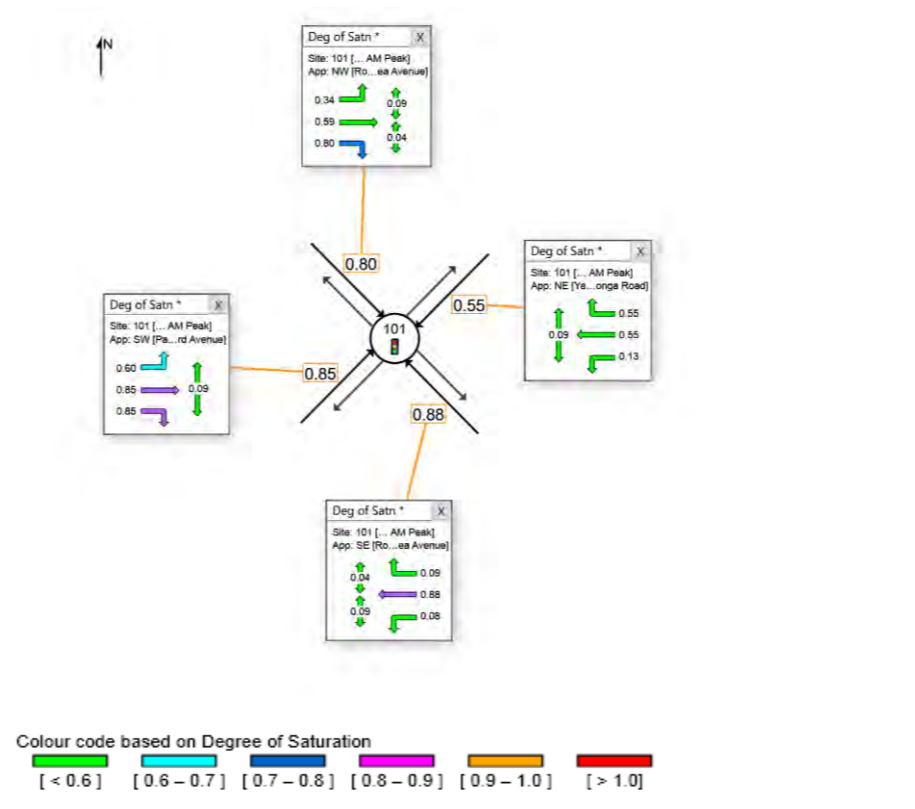 N
Deg of Satn * X
Site: 101 [... AM Peak]
App: NW [Ro...ea Avenue]
0.34
0.09
0.59
0.04
0.80
0.80
Deg of Satn * X
Site: 101 [... AM Peak]
App: NE [Ya...onga Road]
0.55
0.09
0.55
0.13
0.55
101
Deg of Satn * X
Site: 101 [... AM Peak]
App: SW [Pa...rd Avenue]
0.60
0.85
0.09
0.85
0.85
0.88
Deg of Satn * X
Site: 101 [... AM Peak]
App: SE [Ro...ea Avenue]
0.04
0.09
0.88
0.09
0.08
Colour code based on Degree of Saturation
[ < 0.6 ] [ 0.6 – 0.7 ] [ 0.7 – 0.8 ] [ 0.8 – 0.9 ] [ 0.9 – 1.0 ] [ > 1.0]